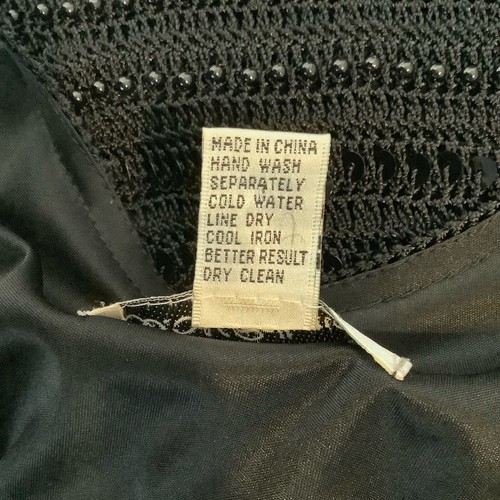 MADE IN CHINA
HAND WASH
SEPARATELY
COLD WATER
LINE DRY
COOL IRON
BETTER RESULT
DRY CLEAN